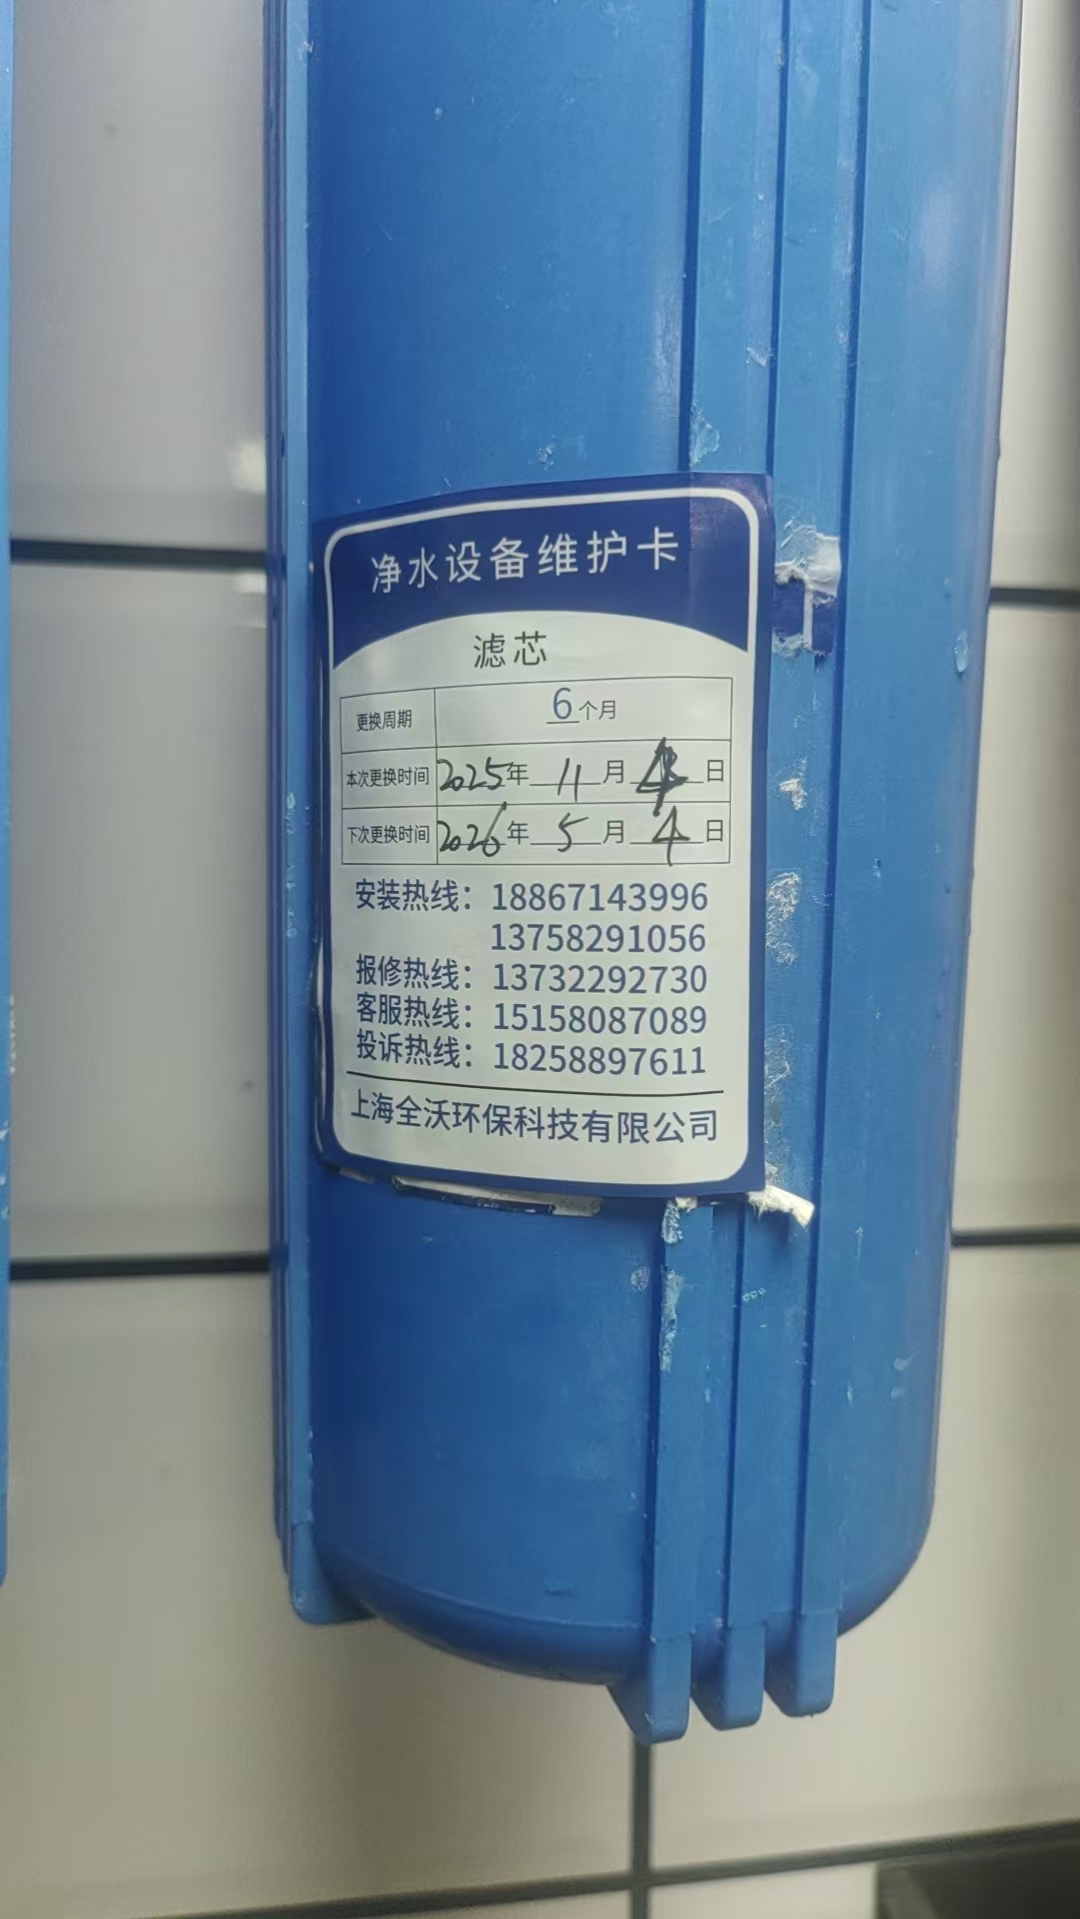 净水设备维护卡
滤芯
更换周期 6个月
本次更换时间 2025年11月4日
下次更换时间 2026年5月4日
安装热线：18867143996
13758291056
报修热线：13732292730
客服热线：15158087089
投诉热线：18258897611
上海全沃环保科技有限公司